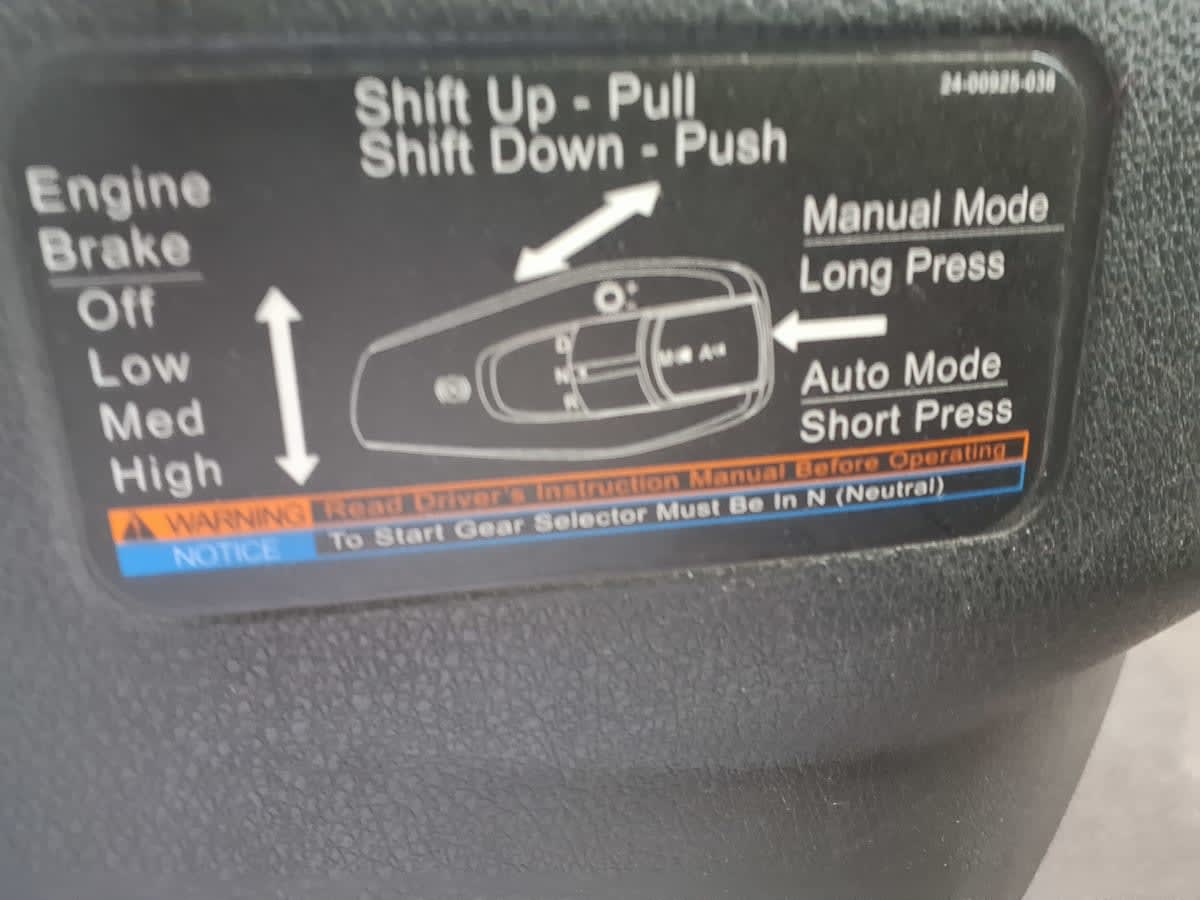 24-00925-036
Shift Up - Pull
Shift Down - Push
Engine
Brake
Off
Low
Med
High
Manual Mode
Long Press
Auto Mode
Short Press
D
N
R
WARNING Read Driver's Instruction Manual Before Operating
NOTICE To Start Gear Selector Must Be In N (Neutral)